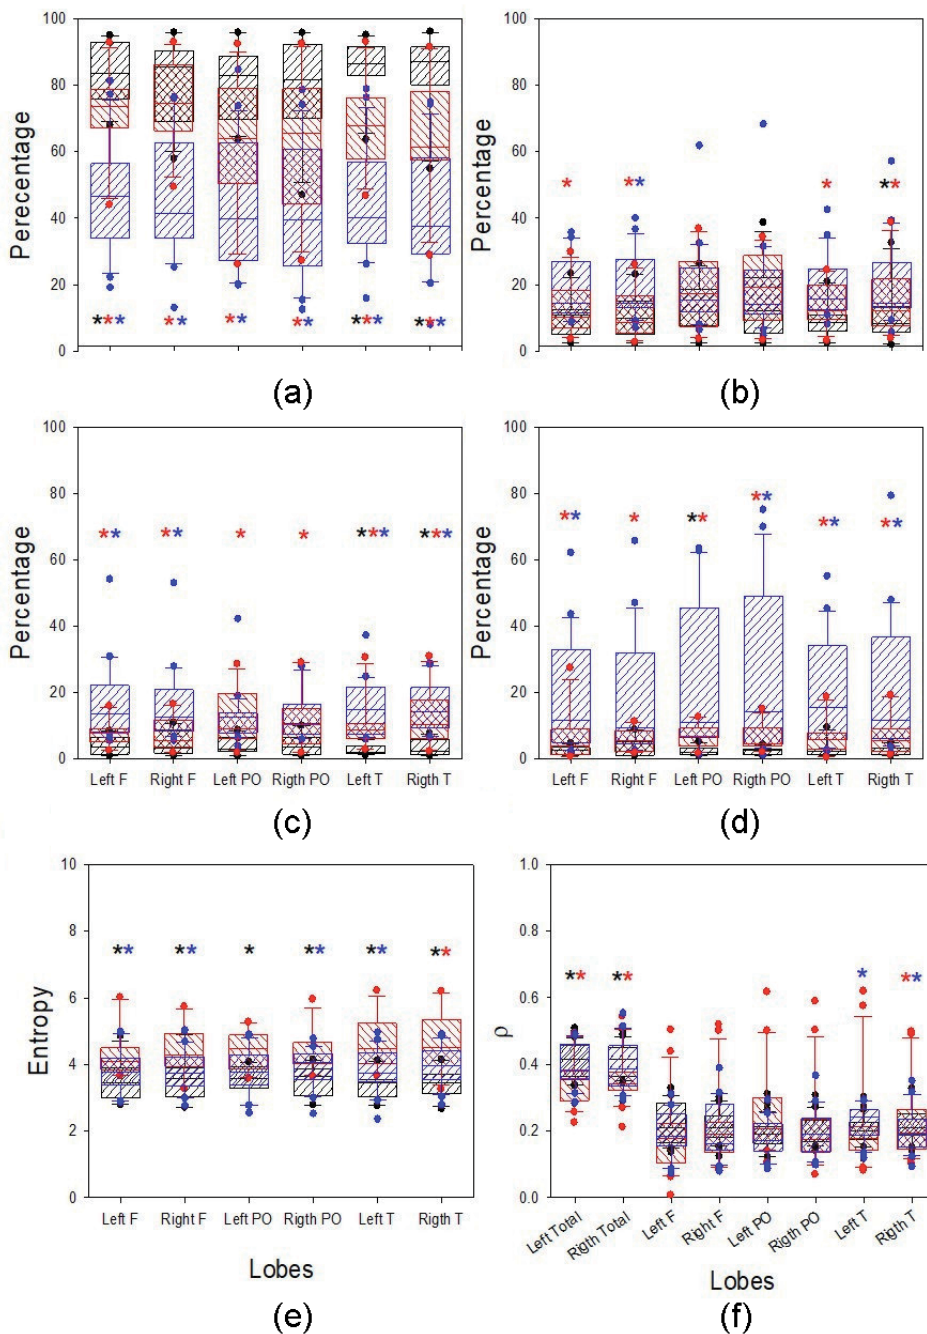 100 100
80 80
60 60
40 40
20 20
0 0
Perecentage Percentage
*** ** ** ** *** ***
* ** * **
(a) (b)
100 100
80 80
60 60
40 40
20 20
0 0
Percentage Percentage
** ** * * *** ***
** * ** ** ** **
Left F Right F Left PO Rigth PO Left T Rigth T
Left F Right F Left PO Rigth PO Left T Rigth T
(c) (d)
10 1.0
8 0.8
6 0.6
4 0.4
2 0.2
0 0.0
Entropy ρ
** ** * ** ** **
** ** * **
Left F Right F Left PO Rigth PO Left T Rigth T
Left Total Rigth Total Left F Right F Left PO Rigth PO Left T Rigth T
Lobes Lobes
(e) (f)